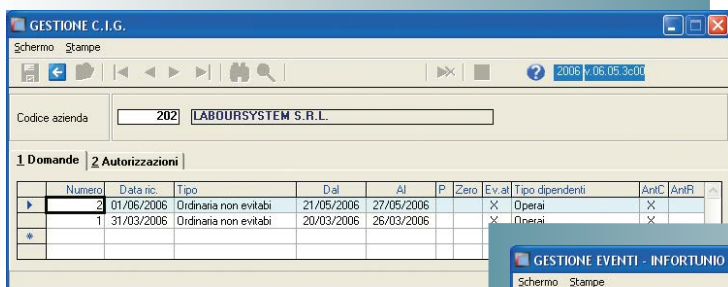 GESTIONE C.I.G.
Schermo Stampe
2006 v.06.05.3c00
Codice azienda 202 LABOURSYSTEM S.R.L.
1 Domande 2 Autorizzazioni
Numero Data ric. Tipo Dal Al P Zero Ev.at Tipo dipendenti AntC AntR
2 01/06/2006 Ordinaria non evitabi 21/05/2006 27/05/2006 X Operai X
1 31/03/2006 Ordinaria non evitabi 20/03/2006 26/03/2006 X Operai X
GESTIONE EVENTI - INFORTUNIO
Schermo Stampe